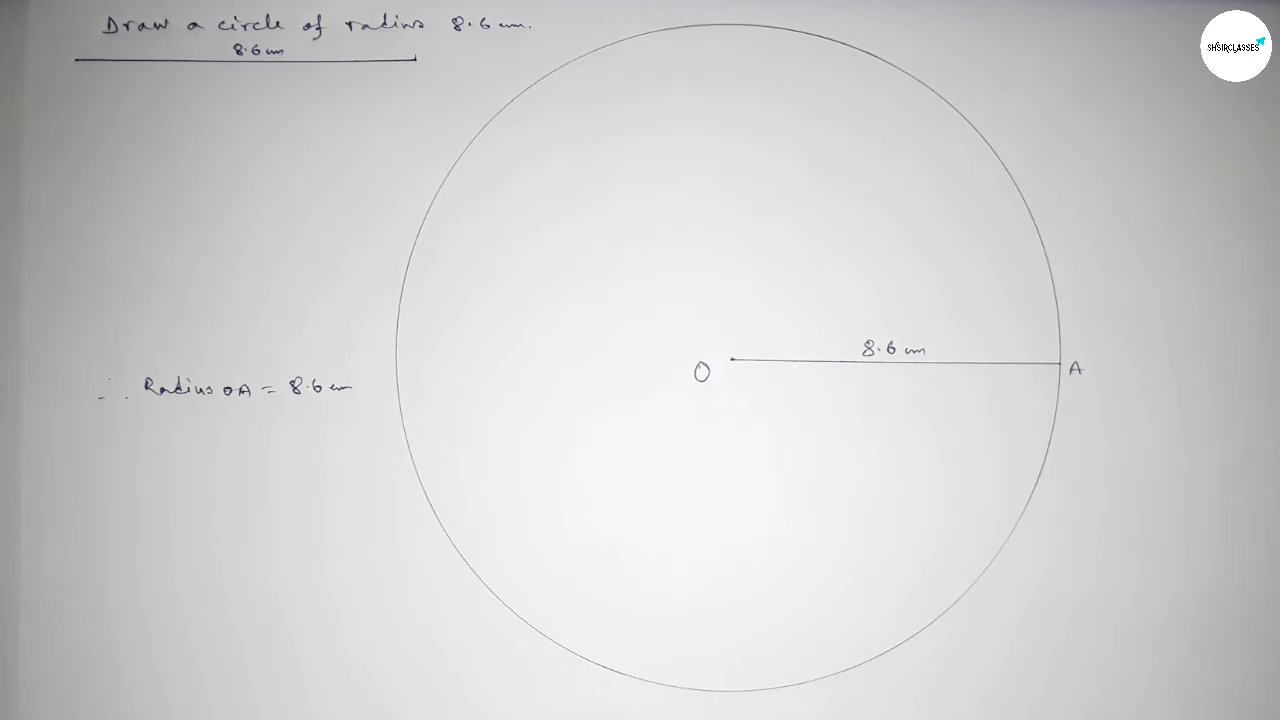 Draw a circle of radius 8.6 cm.
8.6 cm
SHSIRCLASSES
8.6 cm
O
A
∴ Radius OA = 8.6 cm